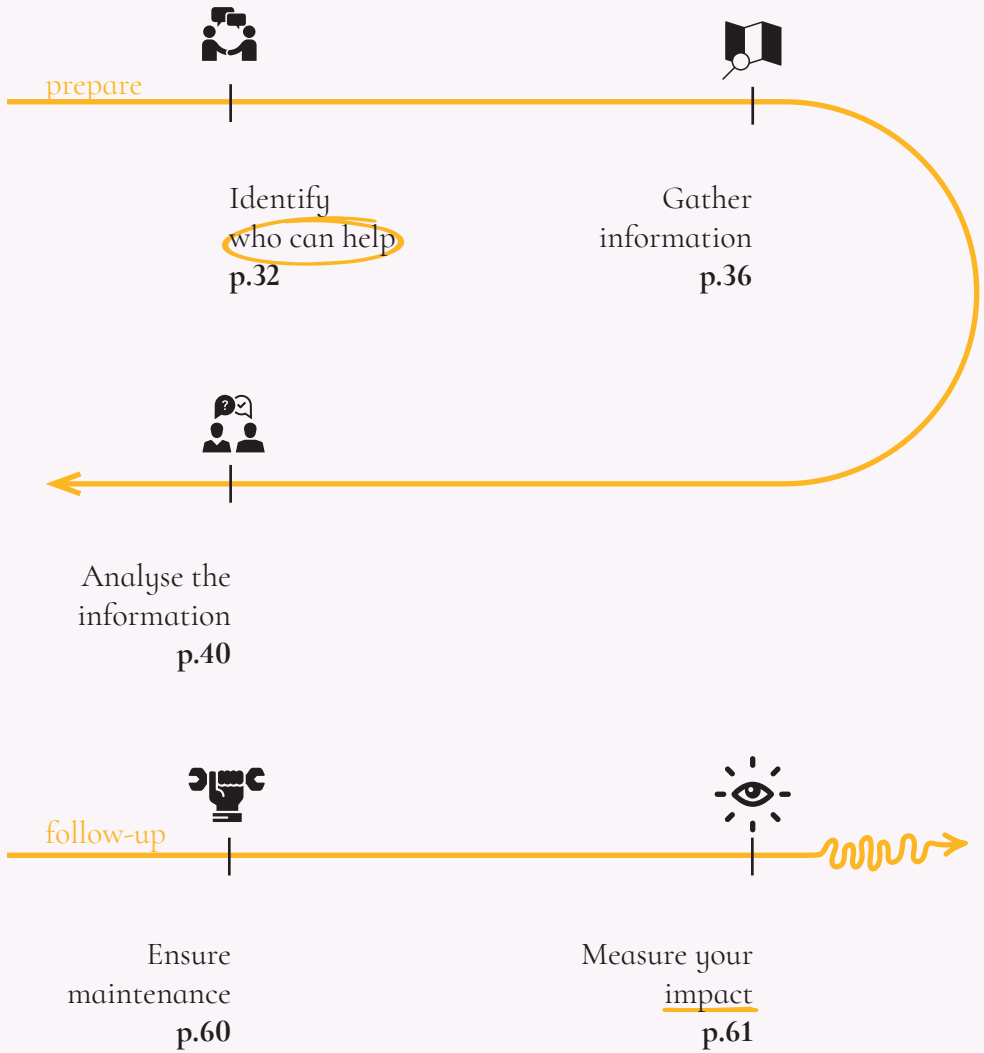 prepare
Identify
who can help
p.32
Gather
information
p.36
?
Analyse the
information
p.40
follow-up
Ensure
maintenance
p.60
Measure your
impact
p.61